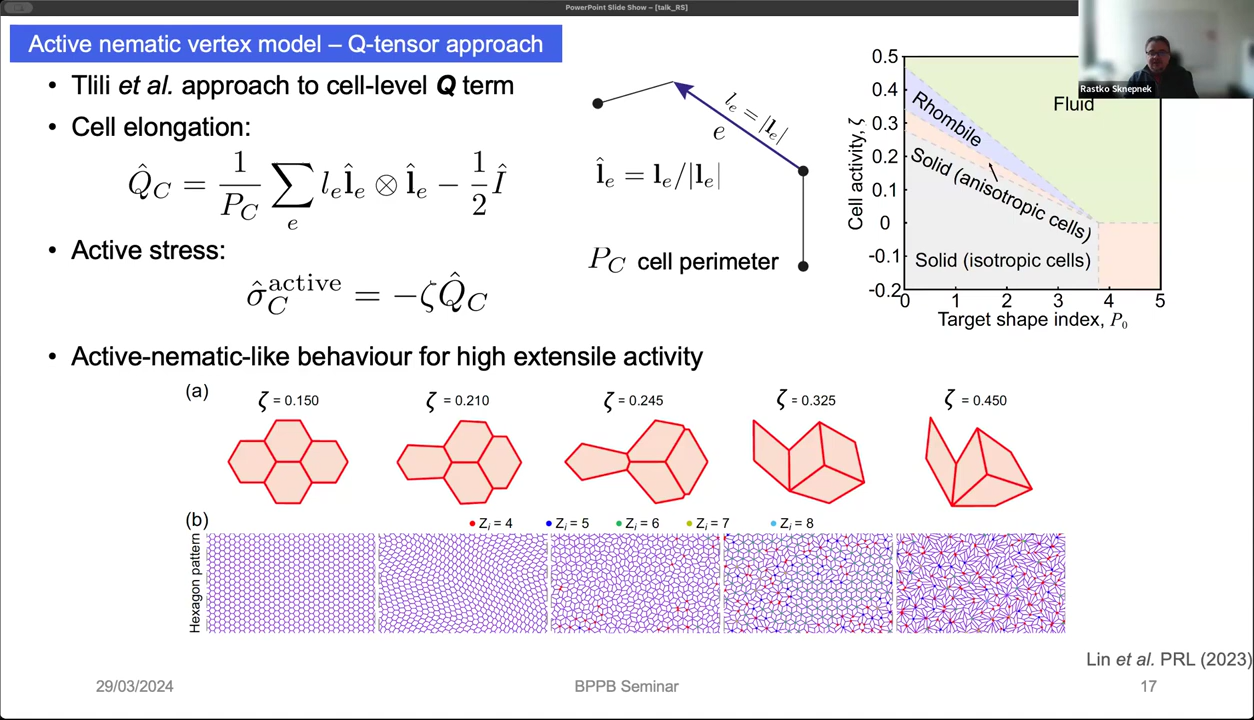 PowerPoint Slide Show – [talk_RS]
Active nematic vertex model – Q-tensor approach
• Tlili et al. approach to cell-level Q term
• Cell elongation:
Q̂_C = 1/P_C ∑_e l_e l̂_e ⊗ l̂_e − 1/2 Î
• Active stress:
σ̂_C^active = −ζQ̂_C
l_e = |l_e|
e
l̂_e = l_e/|l_e|
P_C cell perimeter
Rastko Sknepnek
Cell activity, ζ
0.5
0.4
0.3
0.2
0.1
0
-0.1
-0.2
Fluid
Rhombile
Solid (anisotropic cells)
Solid (isotropic cells)
0 1 2 3 4 5
Target shape index, P₀
• Active-nematic-like behaviour for high extensile activity
(a)
ζ = 0.150 ζ = 0.210 ζ = 0.245 ζ = 0.325 ζ = 0.450
(b)
Z_i = 4 Z_i = 5 Z_i = 6 Z_i = 7 Z_i = 8
Hexagon pattern
Lin et al. PRL (2023)
29/03/2024 BPPB Seminar 17